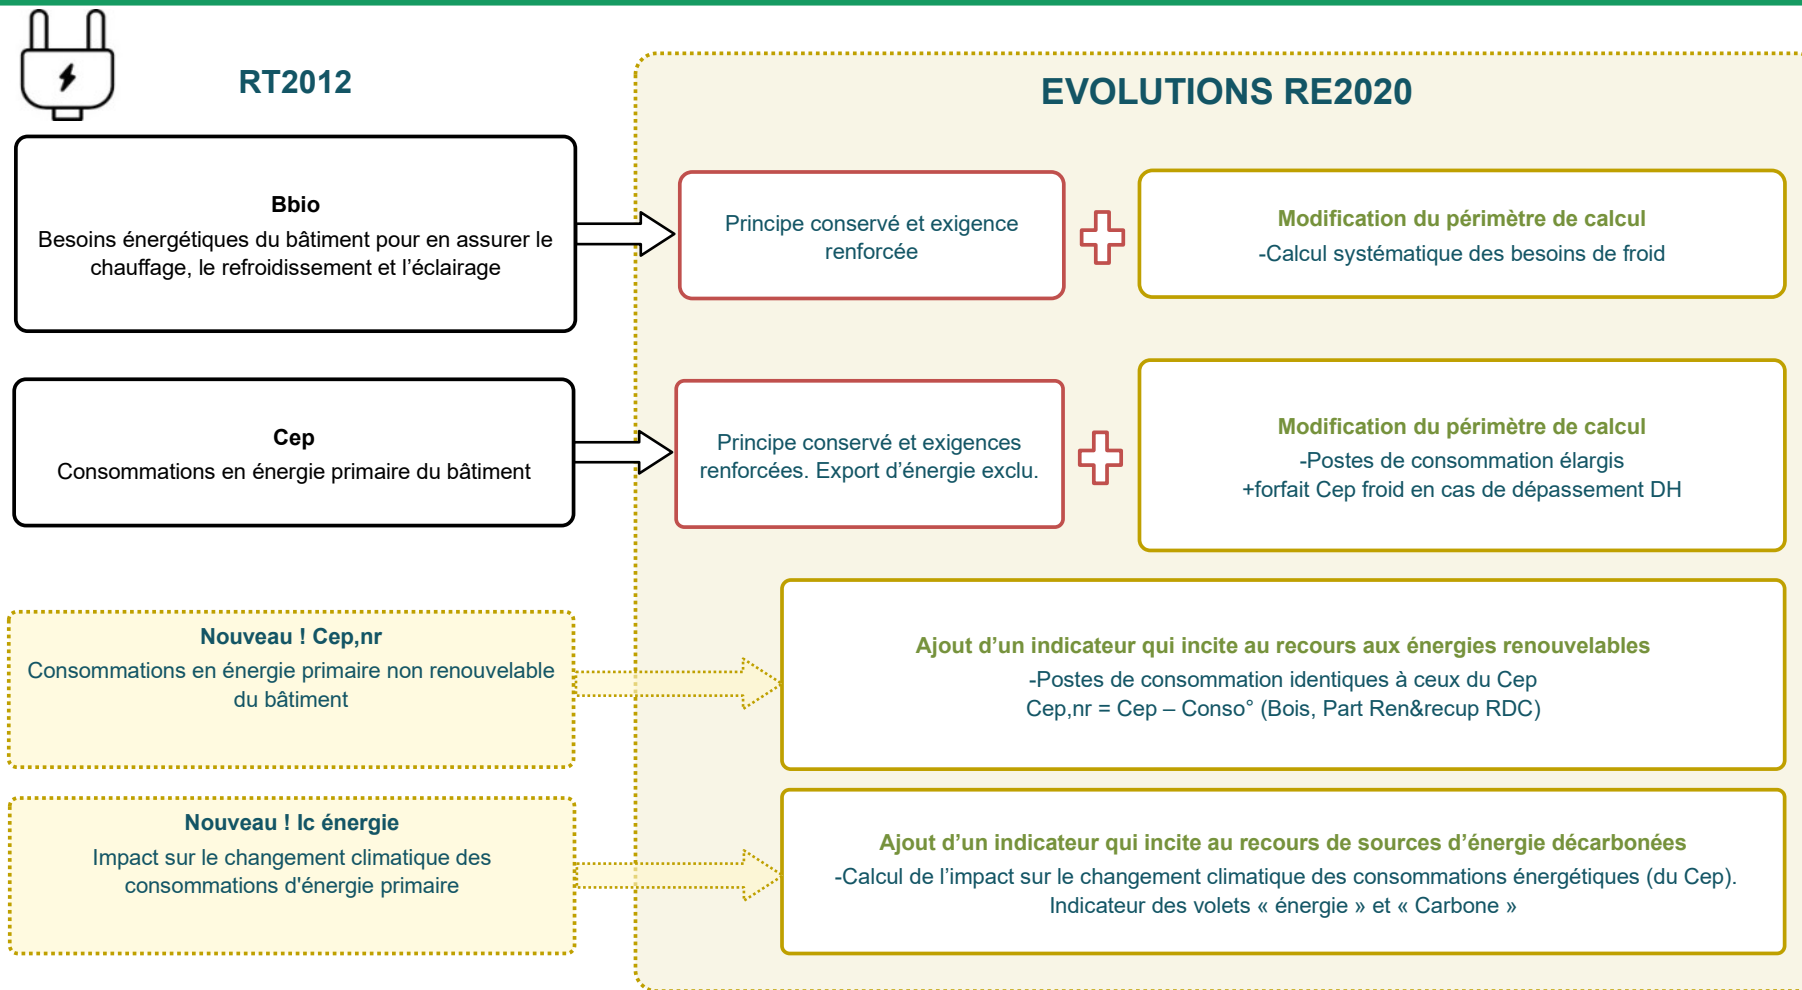 RT2012
EVOLUTIONS RE2020
Bbio
Besoins énergétiques du bâtiment pour en assurer le
chauffage, le refroidissement et l'éclairage
Principe conservé et exigence
renforcée
Modification du périmètre de calcul
-Calcul systématique des besoins de froid
Cep
Consommations en énergie primaire du bâtiment
Principe conservé et exigences
renforcées. Export d'énergie exclu.
Modification du périmètre de calcul
-Postes de consommation élargis
+forfait Cep froid en cas de dépassement DH
Nouveau ! Cep,nr
Consommations en énergie primaire non renouvelable
du bâtiment
Ajout d'un indicateur qui incite au recours aux énergies renouvelables
-Postes de consommation identiques à ceux du Cep
Cep,nr = Cep – Conso° (Bois, Part Ren&recup RDC)
Nouveau ! Ic énergie
Impact sur le changement climatique des
consommations d'énergie primaire
Ajout d'un indicateur qui incite au recours de sources d'énergie décarbonées
-Calcul de l'impact sur le changement climatique des consommations énergétiques (du Cep).
Indicateur des volets « énergie » et « Carbone »